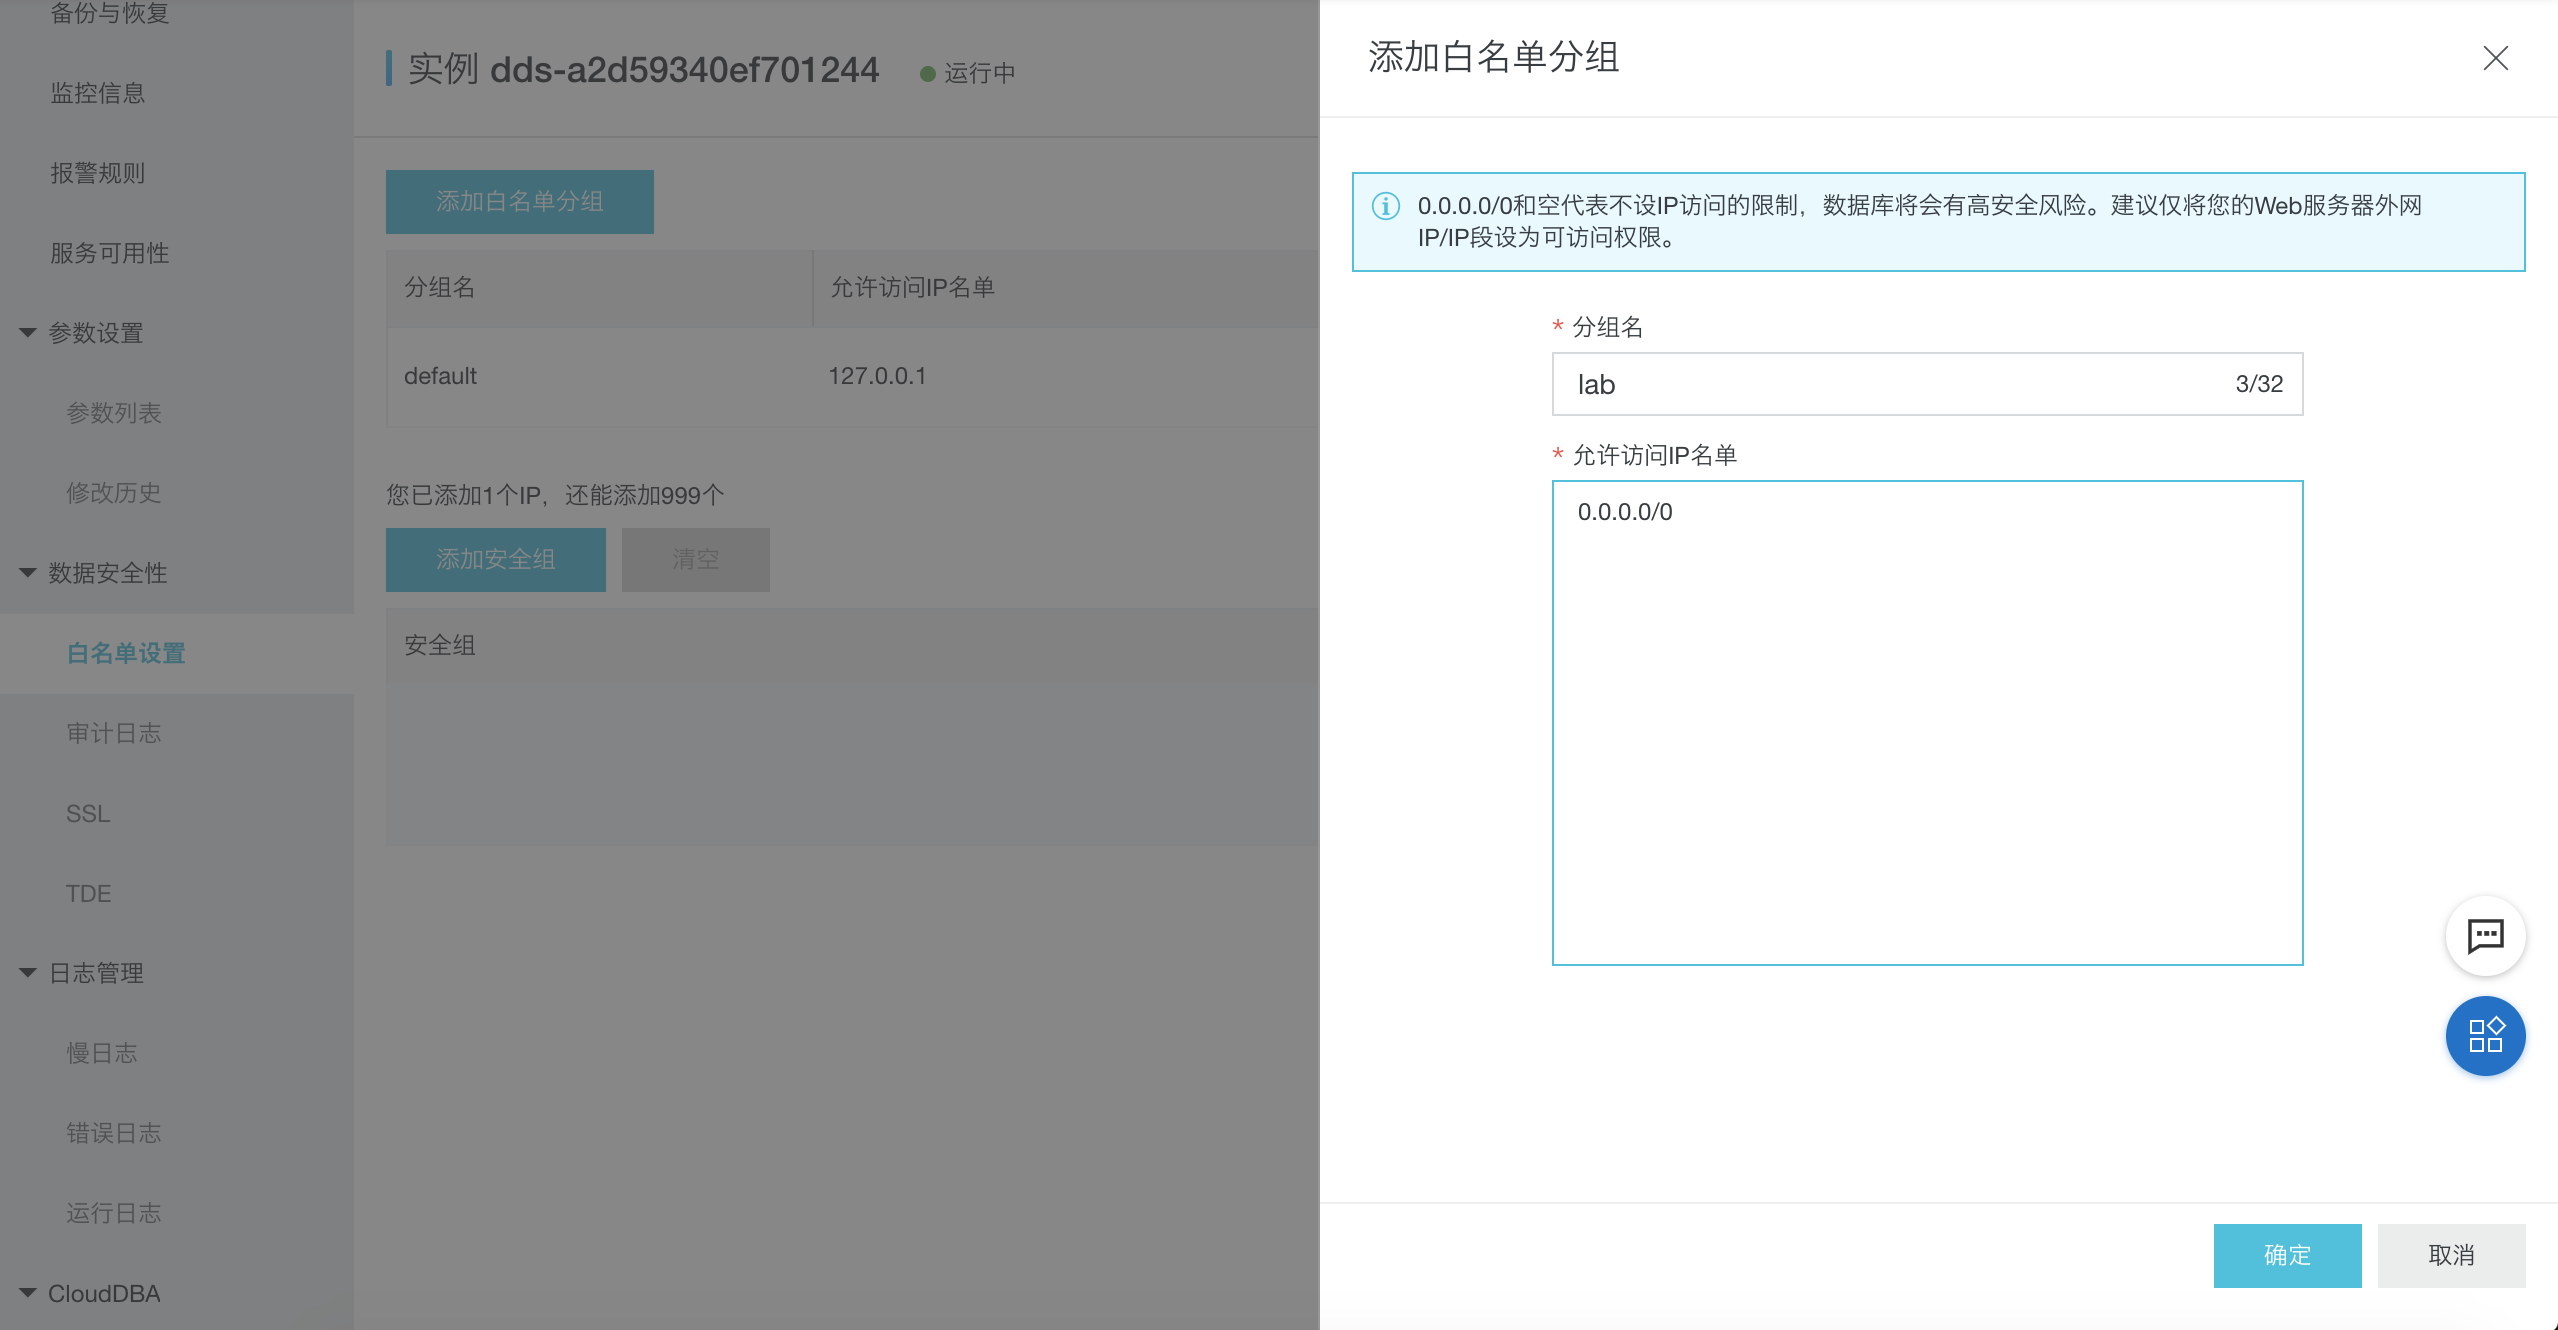 备份与恢复
监控信息
报警规则
服务可用性
参数设置
参数列表
修改历史
数据安全性
白名单设置
审计日志
SSL
TDE
日志管理
慢日志
错误日志
运行日志
CloudDBA
实例 dds-a2d59340ef701244 运行中
添加白名单分组
分组名 允许访问IP名单
default 127.0.0.1
您已添加1个IP，还能添加999个
添加安全组 清空
安全组
添加白名单分组
0.0.0.0/0和空代表不设IP访问的限制，数据库将会有高安全风险。建议仅将您的Web服务器外网
IP/IP段设为可访问权限。
* 分组名
lab 3/32
* 允许访问IP名单
0.0.0.0/0
确定 取消